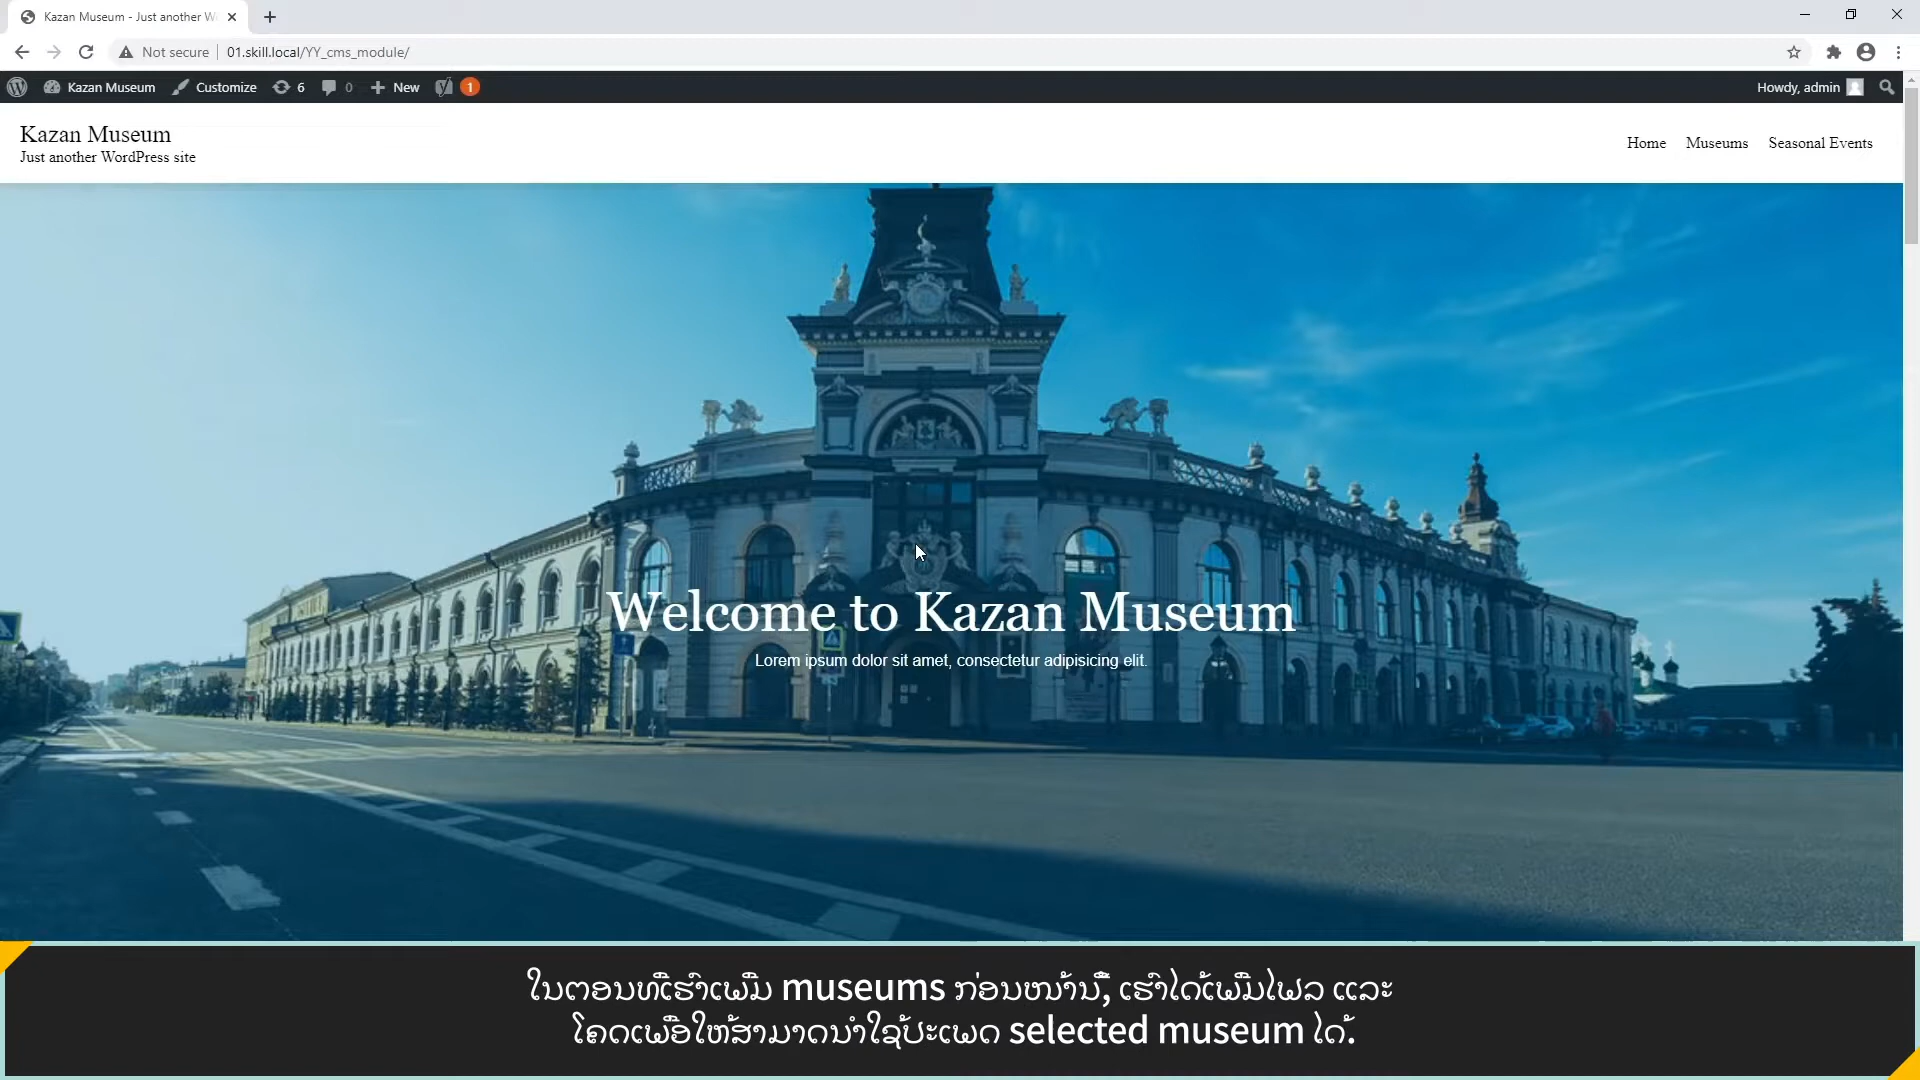 Kazan Museum - Just another W
Not secure
01.skill.local/YY_cms_module/
Kazan Museum
Customize
6
0
New
1
Howdy, admin
Kazan Museum
Just another WordPress site
Home
Museums
Seasonal Events
Welcome to Kazan Museum
Lorem ipsum dolor sit amet, consectetur adipisicing elit.
ໃນຕອນທີ່ເຮົາເພີ່ມ museums ກ່ອນໜ້ານີ້, ເຮົາໄດ້ເພີ່ມໄຟລ ແລະ
ໂຄດເພື່ອໃຫ້ສາມາດນຳໃຊ້ປະເພດ selected museum ໄດ້.